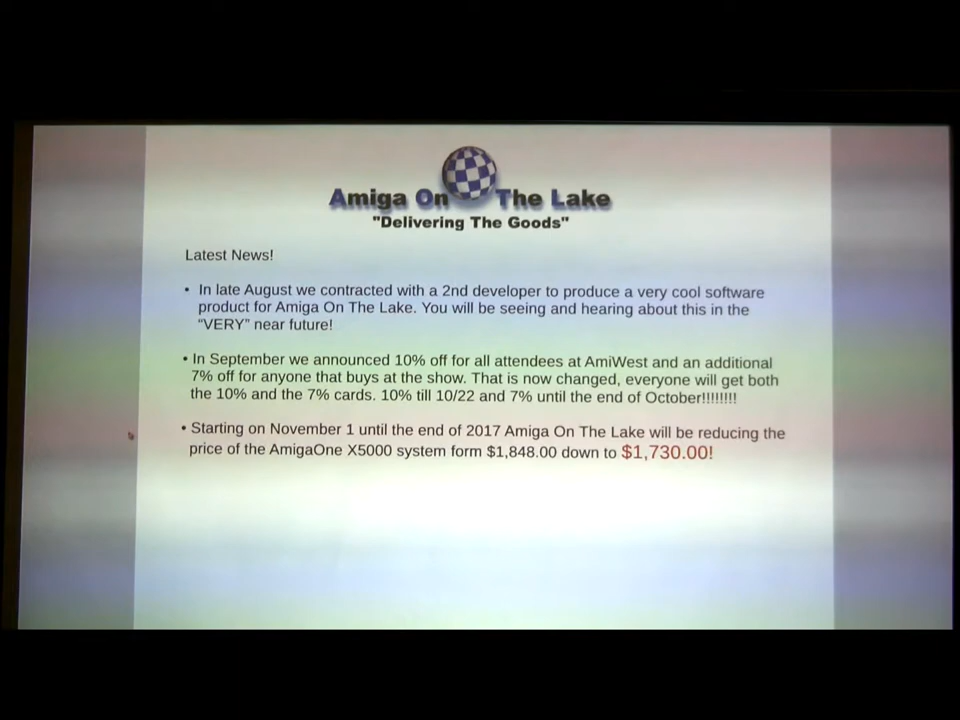 Amiga On The Lake
"Delivering The Goods"
Latest News!
• In late August we contracted with a 2nd developer to produce a very cool software
product for Amiga On The Lake. You will be seeing and hearing about this in the
"VERY" near future!
• In September we announced 10% off for all attendees at AmiWest and an additional
7% off for anyone that buys at the show. That is now changed, everyone will get both
the 10% and the 7% cards. 10% till 10/22 and 7% until the end of October!!!!!!!!
• Starting on November 1 until the end of 2017 Amiga On The Lake will be reducing the
price of the AmigaOne X5000 system form $1,848.00 down to $1,730.00!